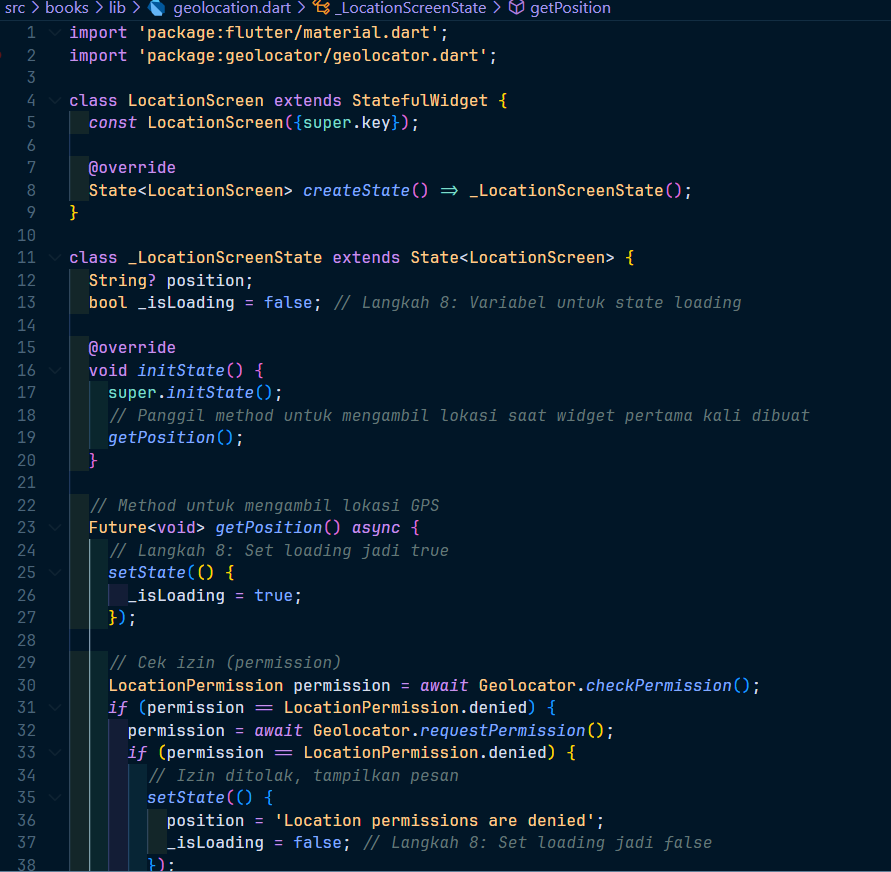 src > books > lib > geolocation.dart > _LocationScreenState > getPosition
1 import 'package:flutter/material.dart';
2 import 'package:geolocator/geolocator.dart';
3
4 class LocationScreen extends StatefulWidget {
5 const LocationScreen({super.key});
6
7 @override
8 State<LocationScreen> createState() => _LocationScreenState();
9 }
10
11 class _LocationScreenState extends State<LocationScreen> {
12 String? position;
13 bool _isLoading = false; // Langkah 8: Variabel untuk state loading
14
15 @override
16 void initState() {
17 super.initState();
18 // Panggil method untuk mengambil lokasi saat widget pertama kali dibuat
19 getPosition();
20 }
21
22 // Method untuk mengambil lokasi GPS
23 Future<void> getPosition() async {
24 // Langkah 8: Set loading jadi true
25 setState(() {
26 _isLoading = true;
27 });
28
29 // Cek izin (permission)
30 LocationPermission permission = await Geolocator.checkPermission();
31 if (permission == LocationPermission.denied) {
32 permission = await Geolocator.requestPermission();
33 if (permission == LocationPermission.denied) {
34 // Izin ditolak, tampilkan pesan
35 setState(() {
36 position = 'Location permissions are denied';
37 _isLoading = false; // Langkah 8: Set loading jadi false
38 });